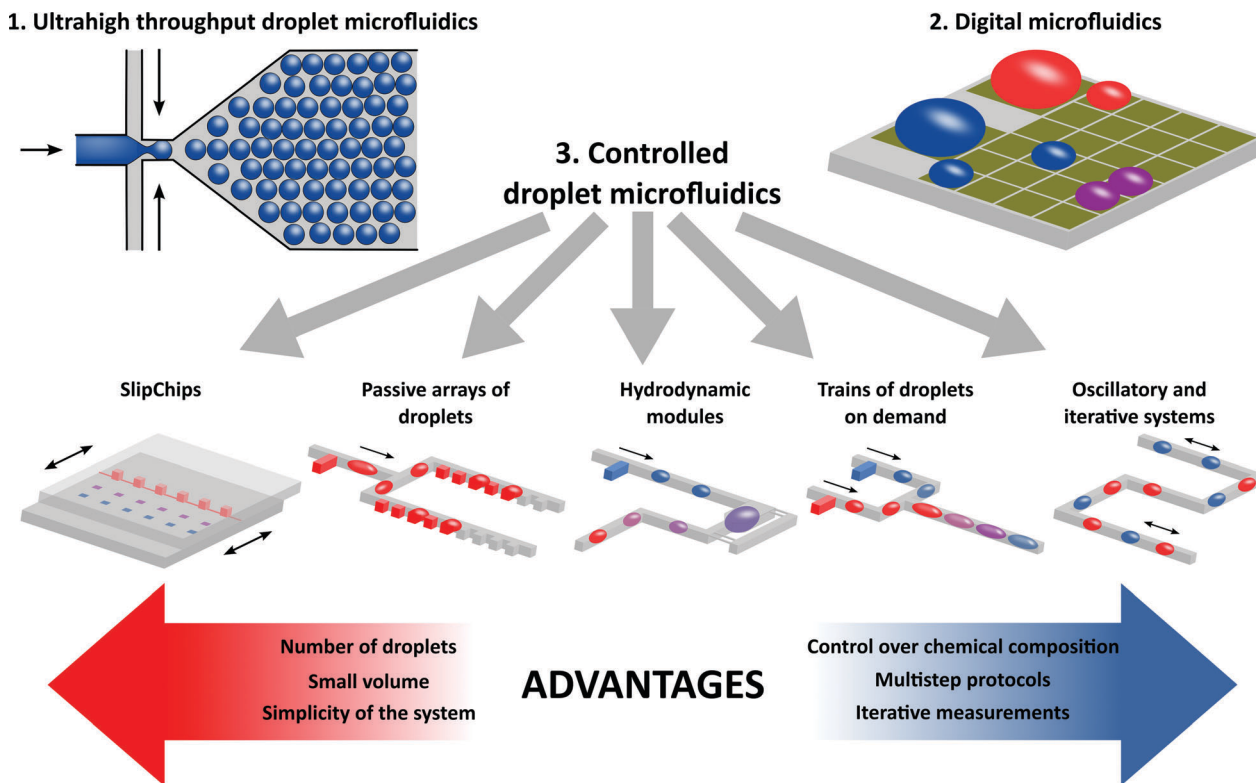 1. Ultrahigh throughput droplet microfluidics
2. Digital microfluidics
3. Controlled
droplet microfluidics
SlipChips
Passive arrays of
droplets
Hydrodynamic
modules
Trains of droplets
on demand
Oscillatory and
iterative systems
Number of droplets
Small volume
Simplicity of the system
ADVANTAGES
Control over chemical composition
Multistep protocols
Iterative measurements